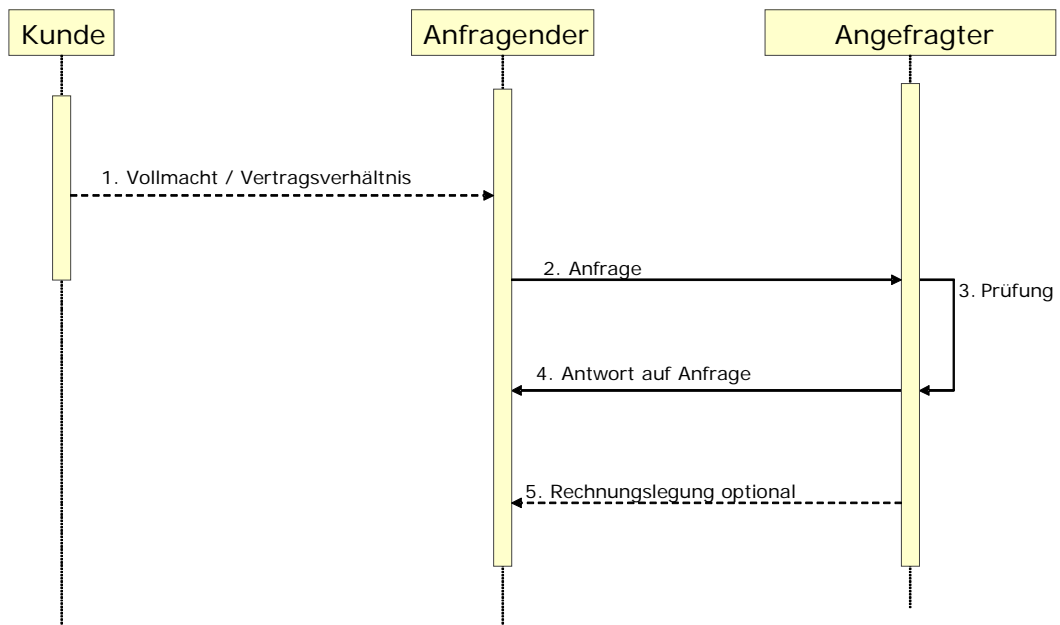 Kunde
Anfragender
Angefragter
1. Vollmacht / Vertragsverhältnis
2. Anfrage
3. Prüfung
4. Antwort auf Anfrage
5. Rechnungslegung optional